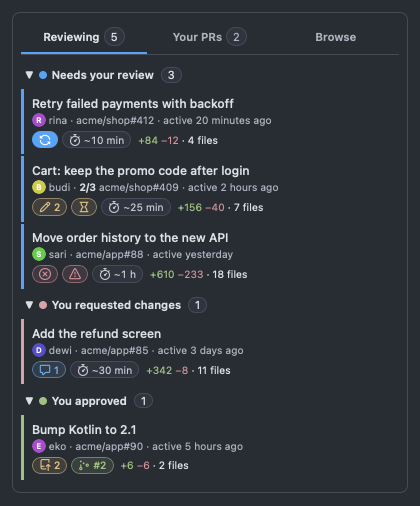 Reviewing 5 Your PRs 2 Browse
▼ Needs your review 3
Retry failed payments with backoff
R rina · acme/shop#412 · active 20 minutes ago
~10 min +84 −12 · 4 files
Cart: keep the promo code after login
B budi · 2/3 acme/shop#409 · active 2 hours ago
2 ~25 min +156 −40 · 7 files
Move order history to the new API
S sari · acme/app#88 · active yesterday
~1 h +610 −233 · 18 files
▼ You requested changes 1
Add the refund screen
D dewi · acme/app#85 · active 3 days ago
1 ~30 min +342 −8 · 11 files
▼ You approved 1
Bump Kotlin to 2.1
E eko · acme/app#90 · active 5 hours ago
2 #2 +6 −6 · 2 files